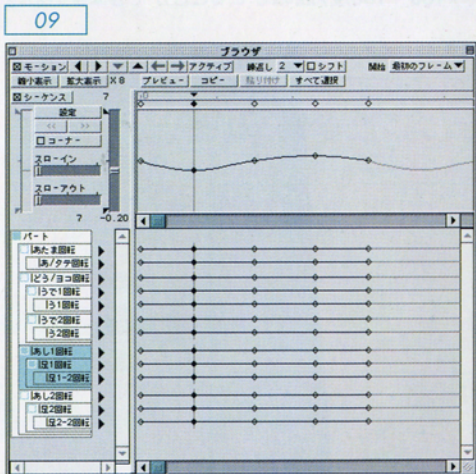 09
ブラウザ
モーション アクティブ 繰返し 2 シフト 開始 最初のフレーム
縮小表示 拡大表示 X8 プレビュー コピー 貼り付け すべて選択
シーケンス 7 0
設定
<< >>
コーナー
スローイン
スローアウト
7 -0.20
パート
あたま回転
あ/タテ回転
どう/ヨコ回転
うで1回転
う1回転
うで2回転
う2回転
あし1回転
足1回転
足1-2回転
あし2回転
足2回転
足2-2回転